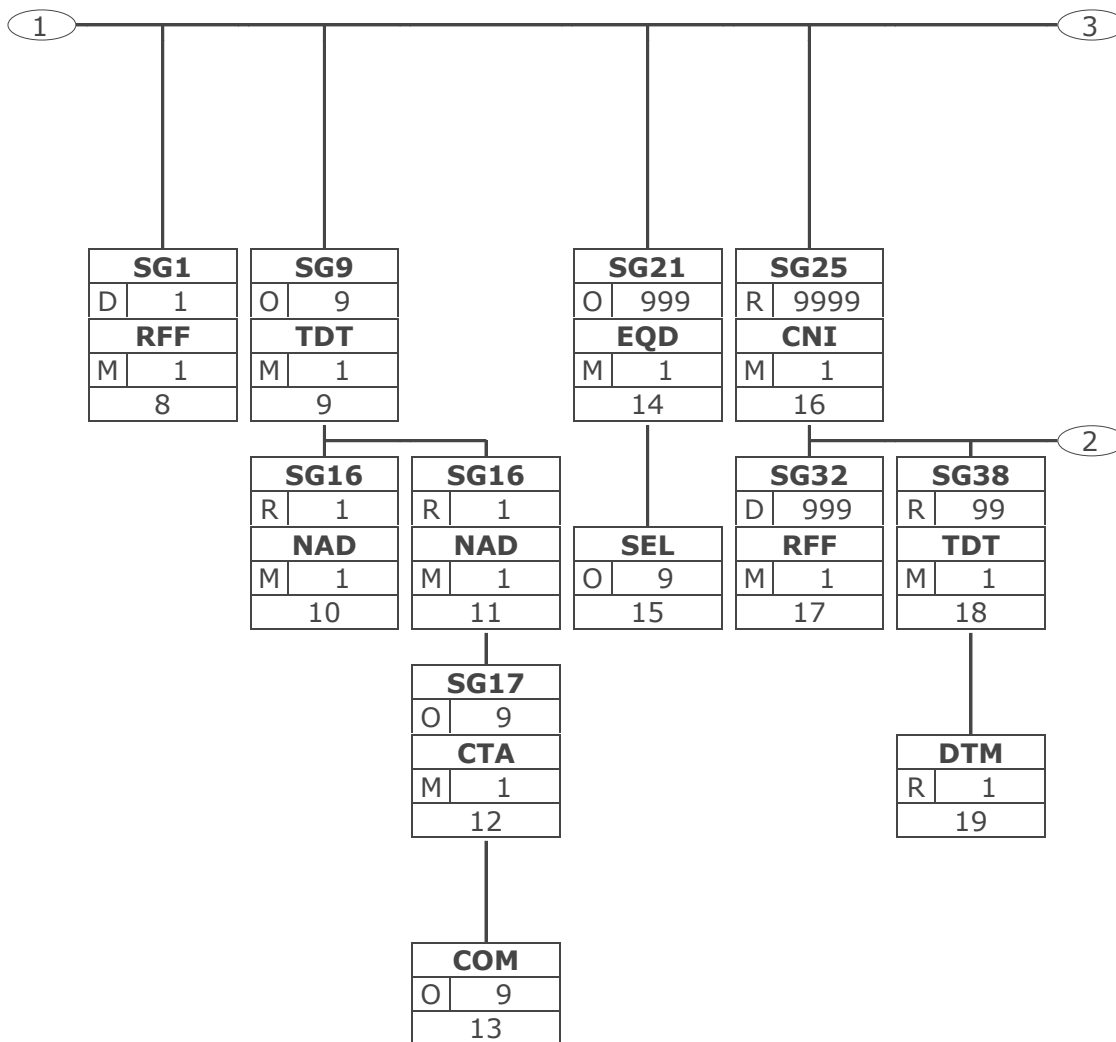 1 3
SG1 SG9 SG21 SG25
D 1 O 9 O 999 R 9999
RFF TDT EQD CNI
M 1 M 1 M 1 M 1
8 9 14 16
2
SG16 SG16 SG32 SG38
R 1 R 1 D 999 R 99
NAD NAD SEL RFF TDT
M 1 M 1 O 9 M 1 M 1
10 11 15 17 18
SG17
O 9
CTA DTM
M 1 R 1
12 19
COM
O 9
13